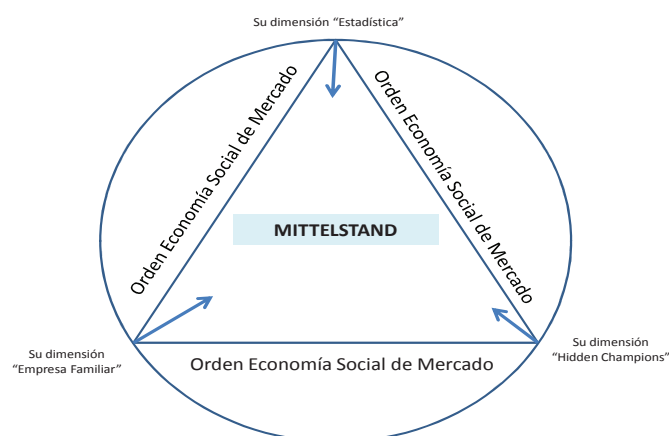 Su dimensión “Estadística”
Orden Economía Social de Mercado
Orden Economía Social de Mercado
MITTELSTAND
Su dimensión
“Empresa Familiar”
Orden Economía Social de Mercado
Su dimensión
“Hidden Champions”